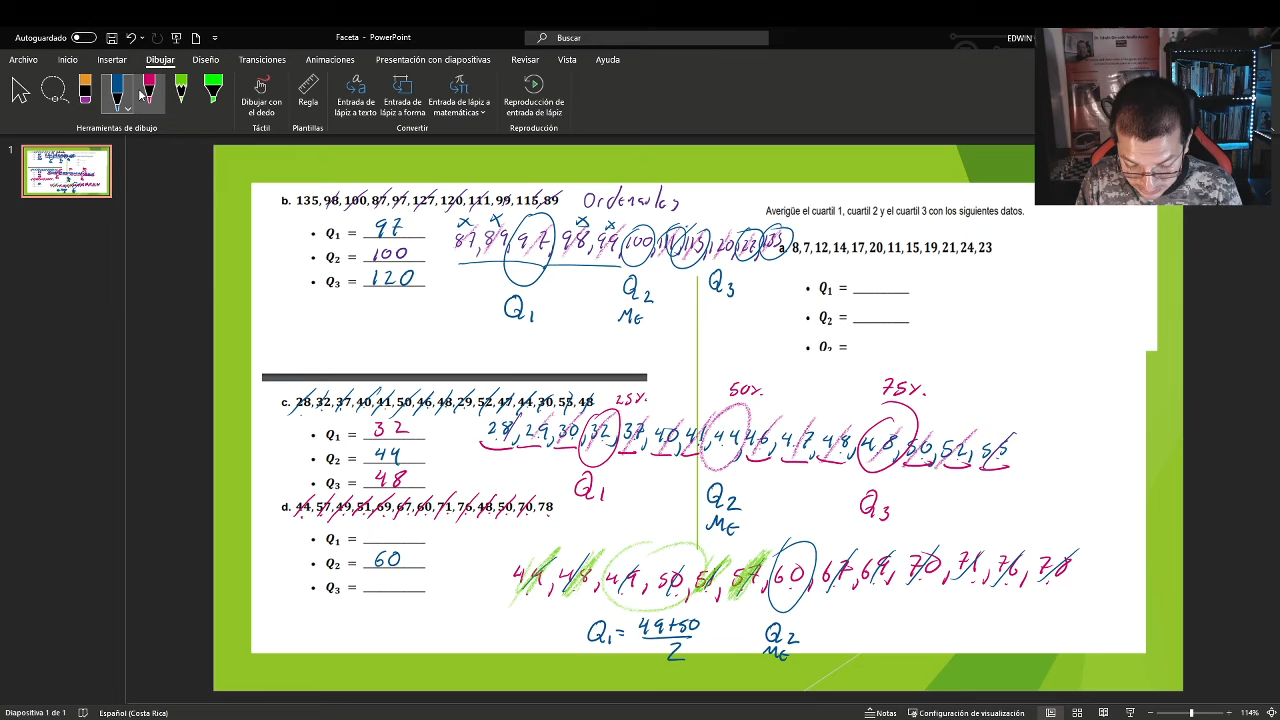 Autoguardado
Faceta - PowerPoint
Buscar
EDWIN
Archivo Inicio Insertar Dibujar Diseño Transiciones Animaciones Presentación con diapositivas Revisar Vista Ayuda
Dibujar con el dedo
Regla
Entrada de lápiz a texto
Entrada de lápiz a forma
Entrada de lápiz a matemáticas
Reproducción de entrada de lápiz
Herramientas de dibujo
Táctil
Plantillas
Convertir
Reproducción
1
b. 135, 98, 100, 87, 97, 127, 120, 111, 99, 115, 89
• Q1 = 97
• Q2 = 100
• Q3 = 120
87, 89, 97, 98, 99, 100, 111, 115, 120, 127, 135
Q1
Q2
ME
Q3
Averigüe el cuartil 1, cuartil 2 y el cuartil 3 con los siguientes datos.
8, 7, 12, 14, 17, 20, 11, 15, 19, 21, 24, 23
• Q1 = ________
• Q2 = ________
• Q3 =
c. 28, 32, 37, 40, 41, 50, 46, 48, 29, 52, 47, 44, 30, 55, 48
• Q1 = 32
• Q2 = 44
• Q3 = 48
25%.
50%.
75%.
28, 29, 30, 32, 37, 40, 41, 44, 46, 47, 48, 48, 50, 52, 55
Q1
Q2
ME
Q3
d. 44, 57, 49, 51, 69, 67, 60, 71, 76, 48, 50, 70, 78
• Q1 = ________
• Q2 = 60
• Q3 = ________
44, 48, 49, 50, 51, 57, 60, 67, 69, 70, 71, 76, 78
Q1 = 49+50
2
Q2
ME
Diapositiva 1 de 1
Español (Costa Rica)
Notas
Configuración de visualización
114%